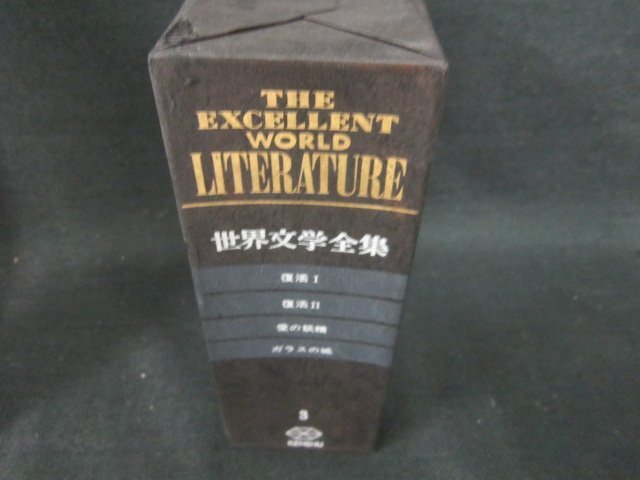 THE
EXCELLENT
WORLD
LITERATURE
世界文学全集
復活 I
復活 II
愛の妖精
ガラスの城
3